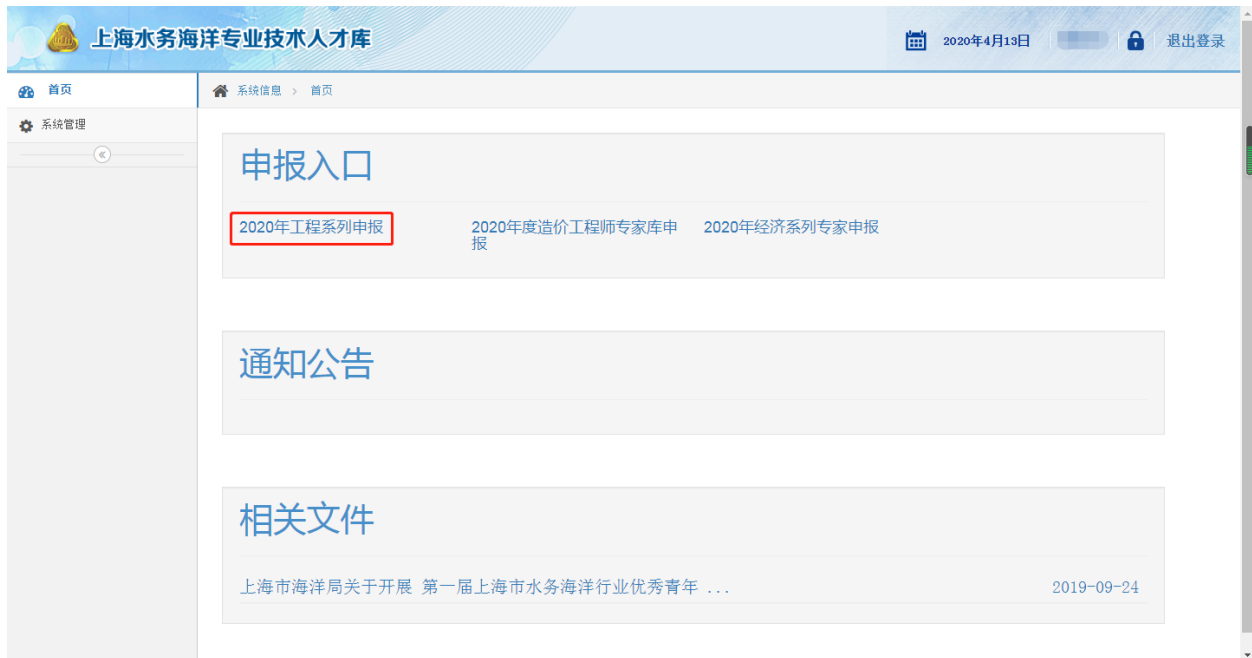 上海水务海洋专业技术人才库
2020年4月13日
退出登录
首页
系统管理
系统信息 > 首页
申报入口
2020年工程系列申报
2020年度造价工程师专家库申
报
2020年经济系列专家申报
通知公告
相关文件
上海市海洋局关于开展 第一届上海市水务海洋行业优秀青年 ...
2019-09-24